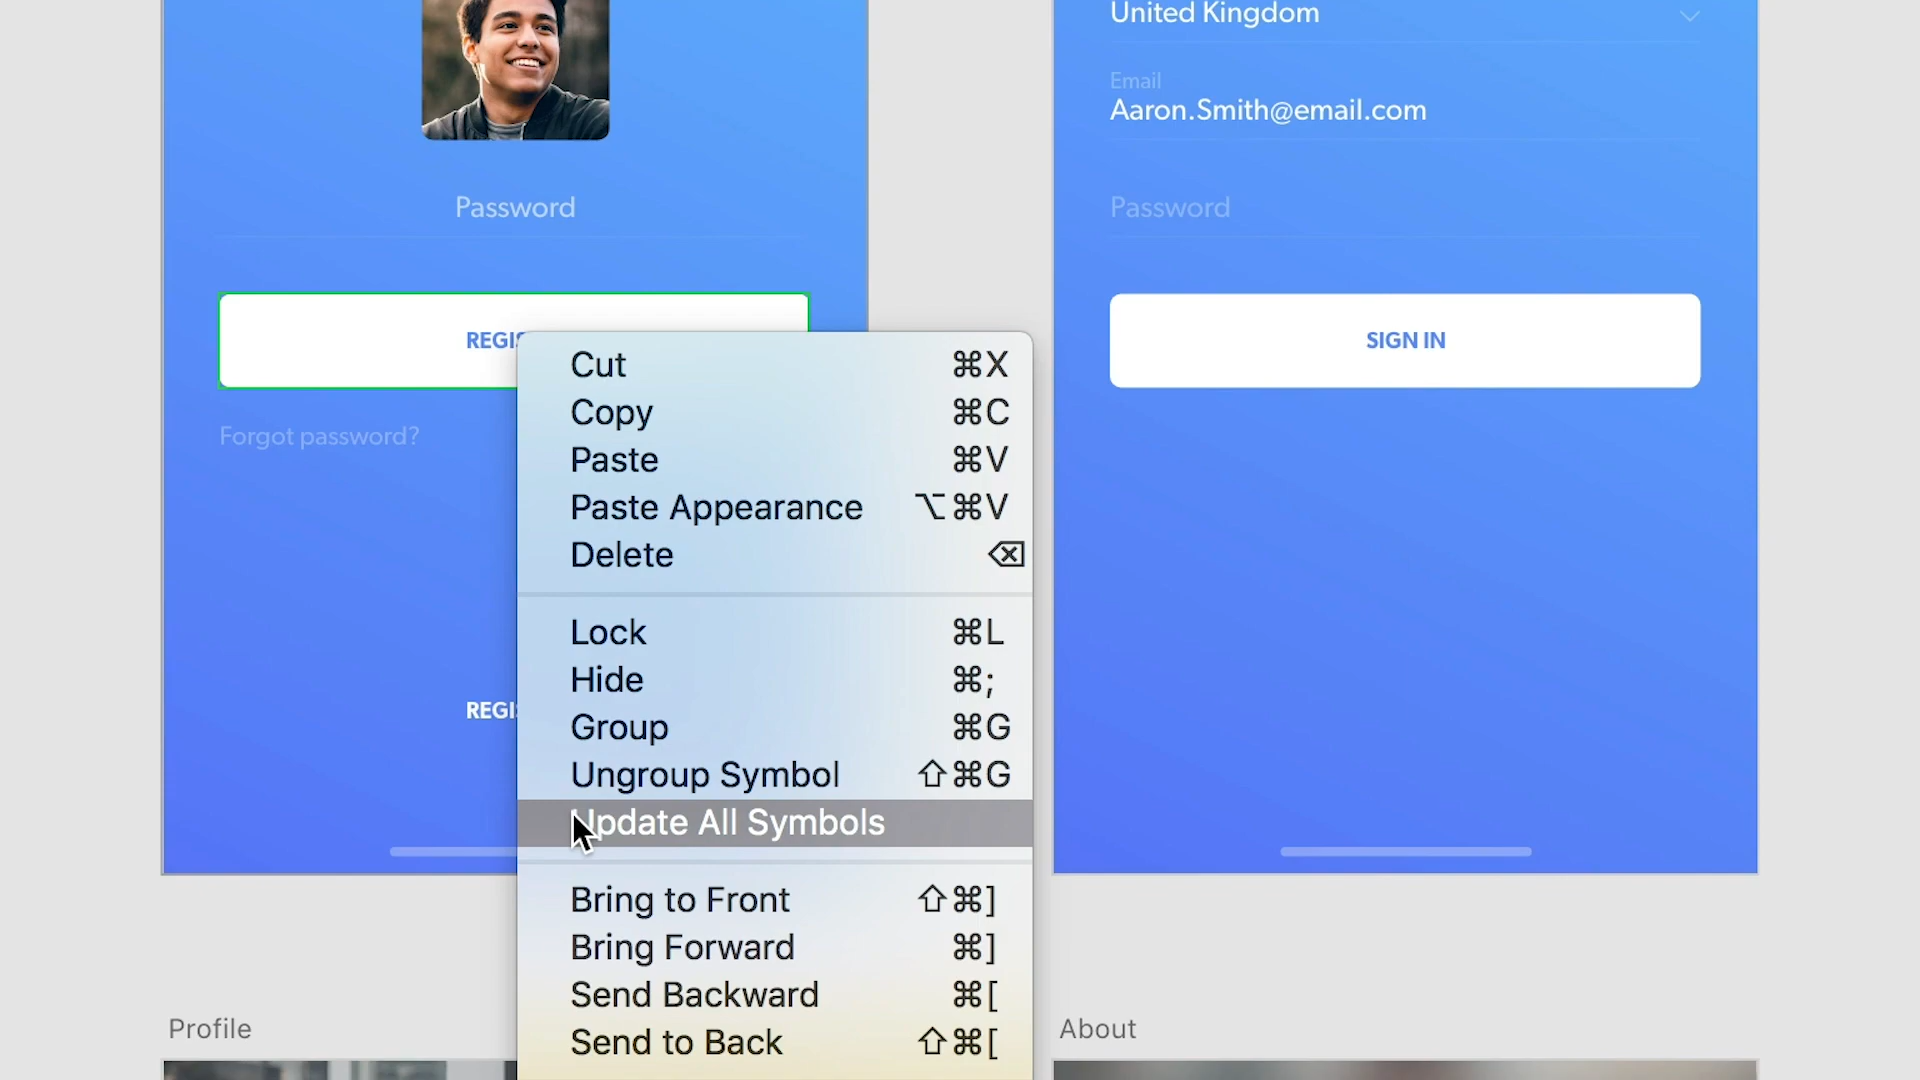 United Kingdom
Email
Aaron.Smith@email.com
Password
Password
SIGN IN
Forgot password?
Cut ⌘X
Copy ⌘C
Paste ⌘V
Paste Appearance ⌥⌘V
Delete ⌫
Lock ⌘L
Hide ⌘;
Group ⌘G
Ungroup Symbol ⇧⌘G
Update All Symbols
Bring to Front ⇧⌘]
Bring Forward ⌘]
Send Backward ⌘[
Send to Back ⇧⌘[
Profile
About